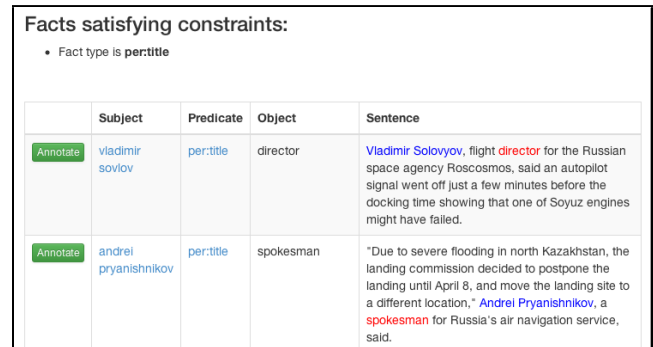 Facts satisfying constraints:
• Fact type is per:title
Subject Predicate Object Sentence
Annotate vladimir sovlov per:title director Vladimir Solovyov, flight director for the Russian
space agency Roscosmos, said an autopilot
signal went off just a few minutes before the
docking time showing that one of Soyuz engines
might have failed.
Annotate andrei pryanishnikov per:title spokesman "Due to severe flooding in north Kazakhstan, the
landing commission decided to postpone the
landing until April 8, and move the landing site to
a different location," Andrei Pryanishnikov, a
spokesman for Russia's air navigation service,
said.